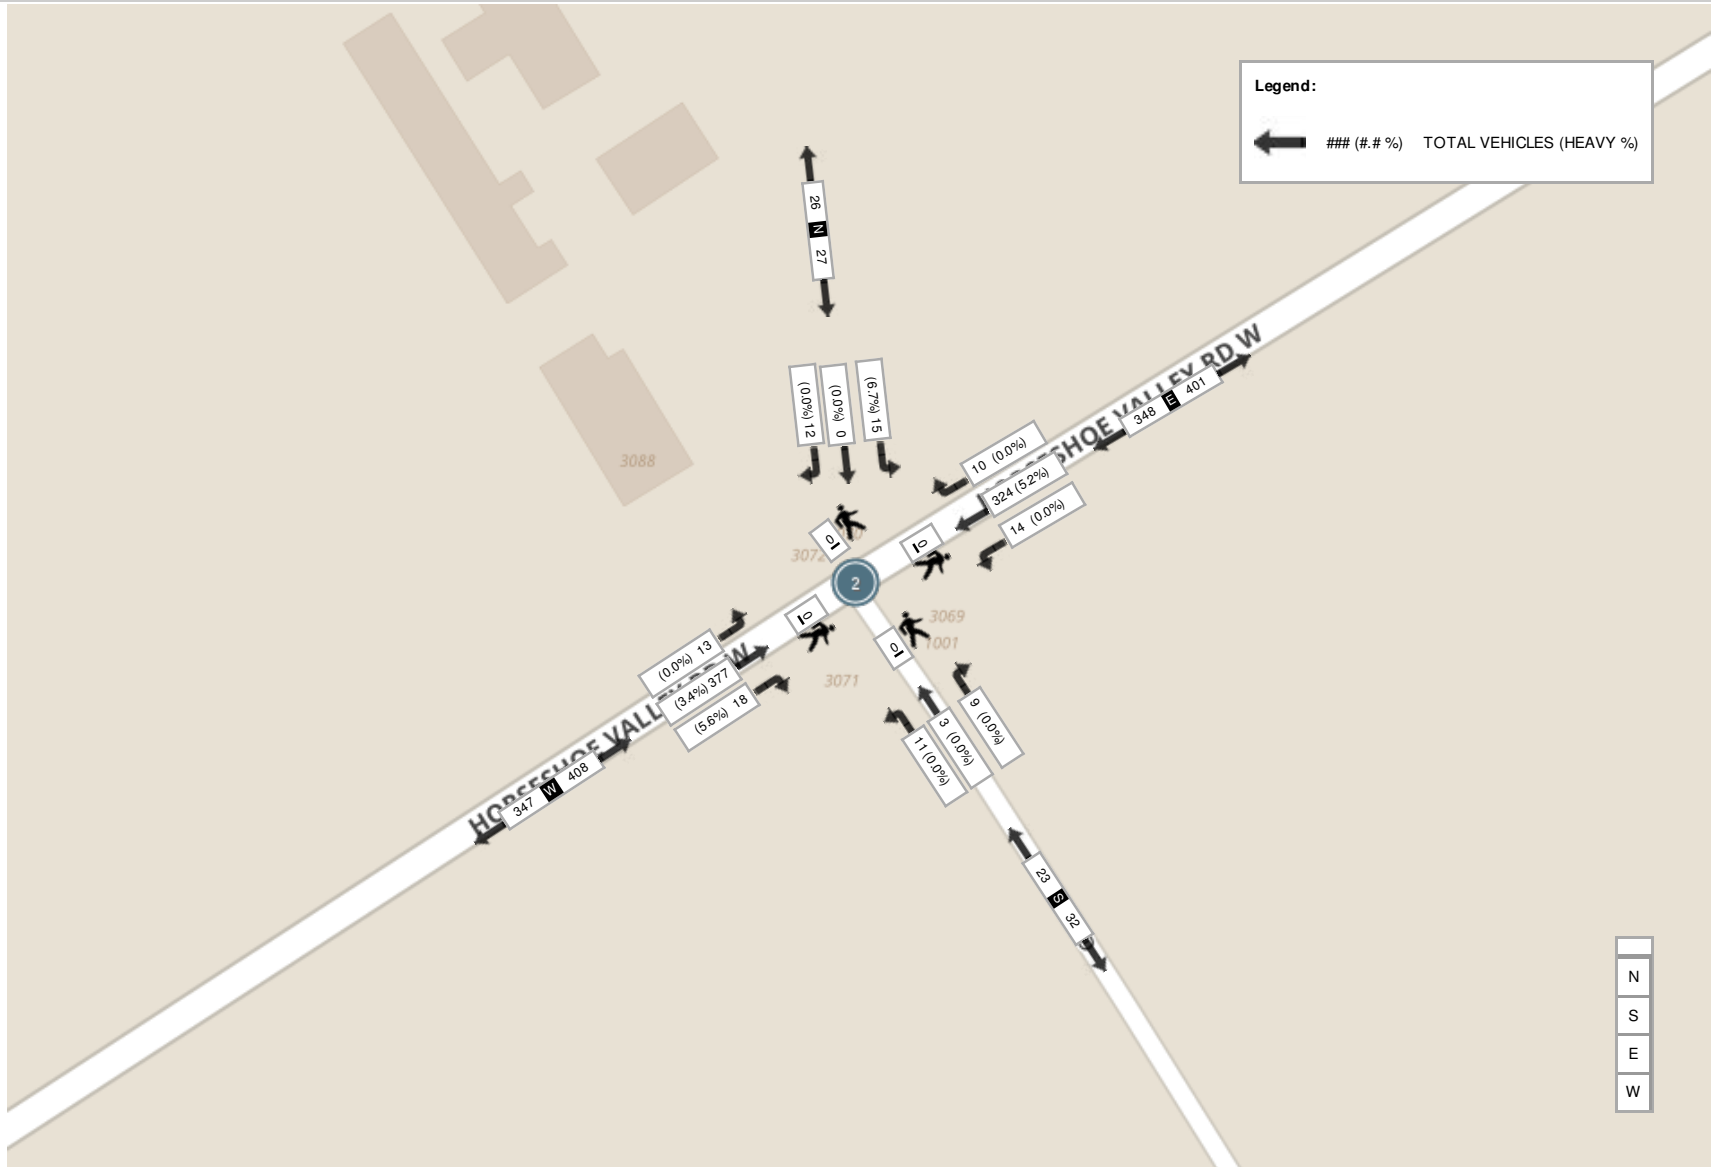 Legend:
### (#.# %) TOTAL VEHICLES (HEAVY %)
26 N 27
(0.0%) 12
(0.0%) 0
(6.7%) 15
HORSESHOE VALLEY RD W
348 E 401
10 (0.0%)
324 (5.2%)
14 (0.0%)
3088
0
3072
0
2
0
3069
0
1001
3071
(0.0%) 13
(3.4%) 377
(5.6%) 18
HORSESHOE VALLEY RD W
347 W 408
9 (0.0%)
3 (0.0%)
11 (0.0%)
23 S 32
N
S
E
W